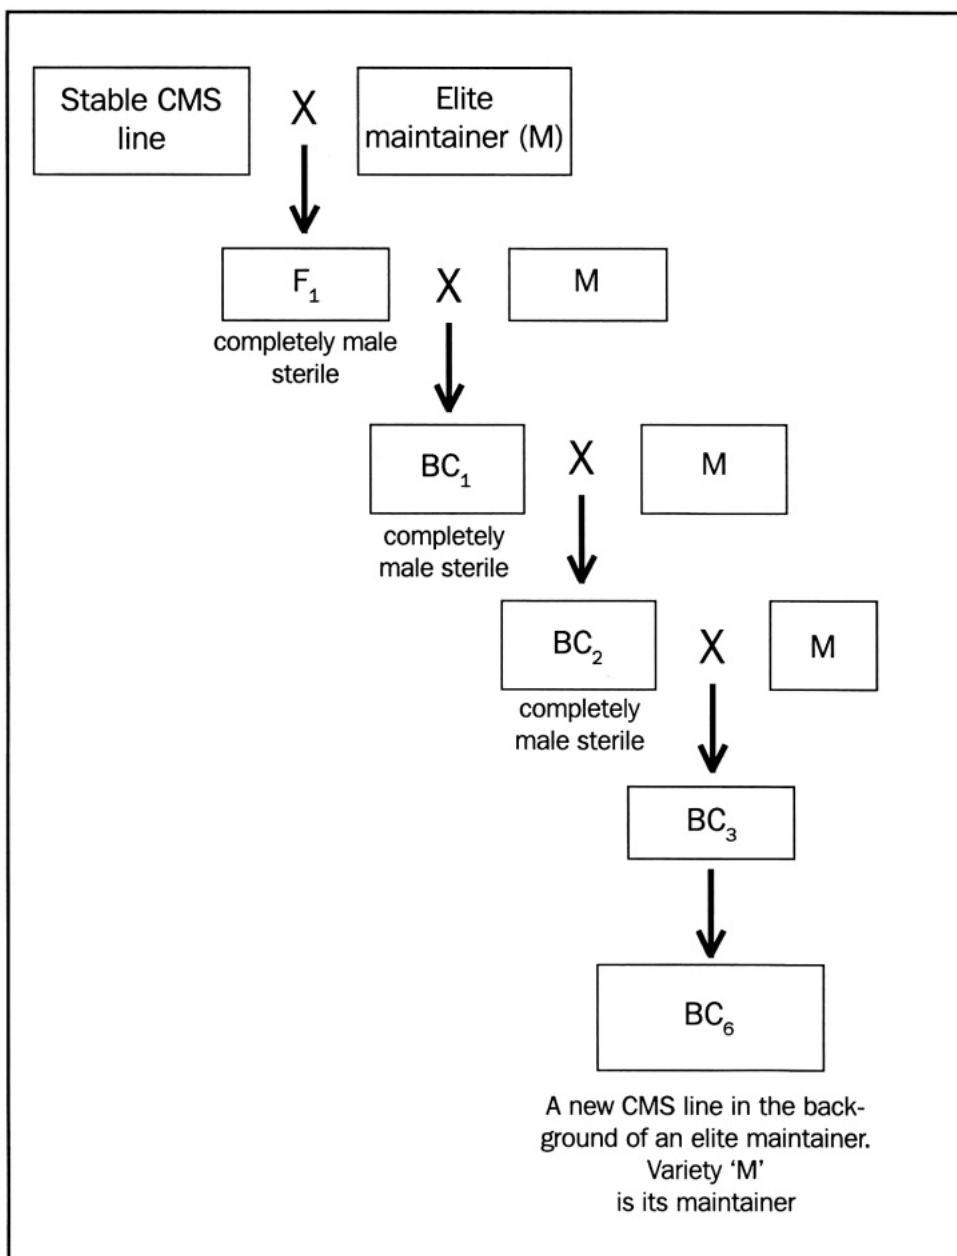 Stable CMS
line
X
Elite
maintainer (M)
F₁
X
M
completely male
sterile
BC₁
X
M
completely
male sterile
BC₂
X
M
completely
male sterile
BC₃
BC₆
A new CMS line in the back-
ground of an elite maintainer.
Variety ‘M’
is its maintainer